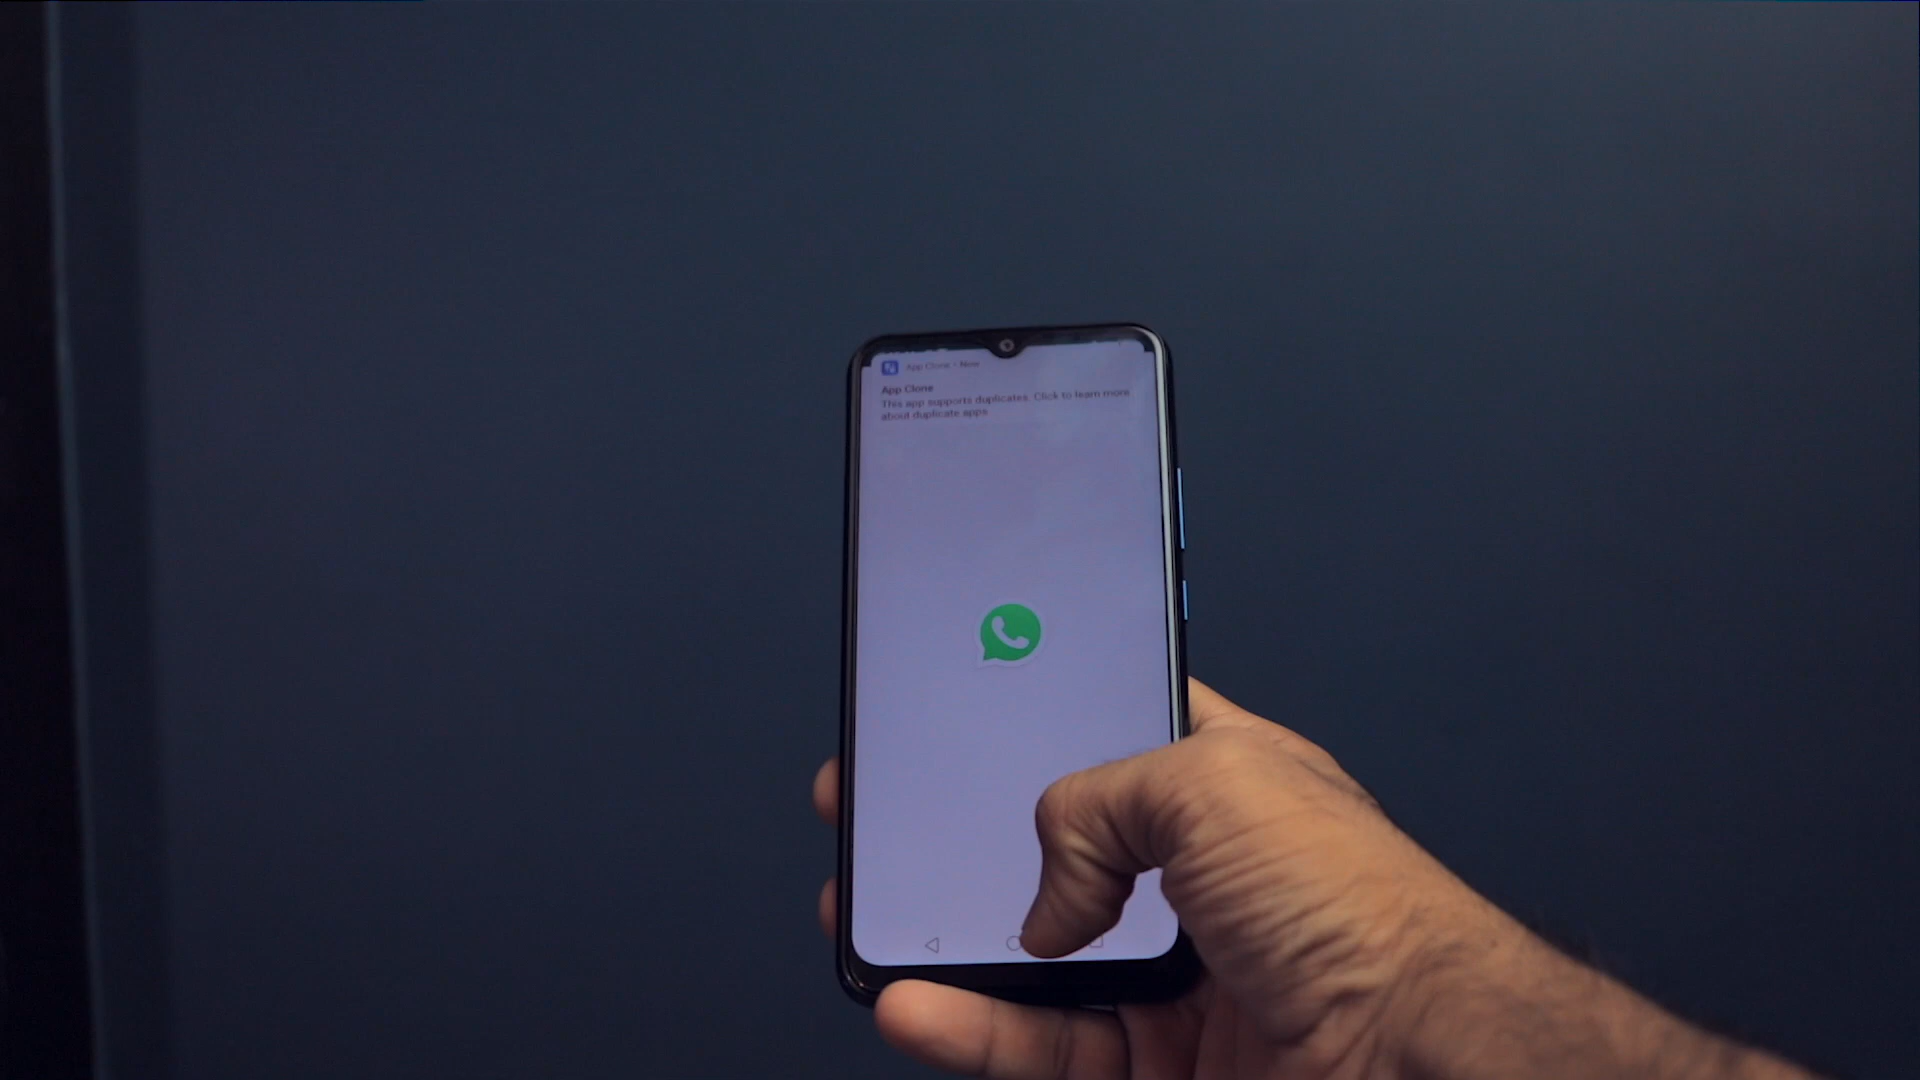 App Clone • Now
App Clone
This app supports duplicates. Click to learn more
about duplicate apps